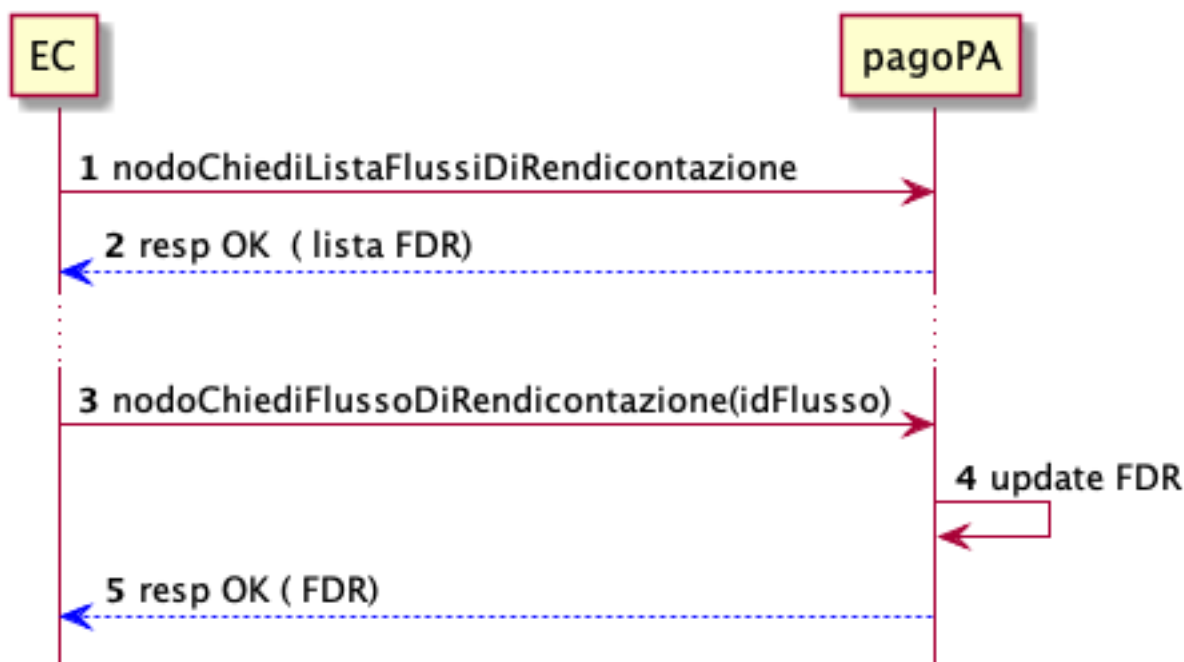 EC
pagoPA
1 nodoChiediListaFlussiDiRendicontazione
2 resp OK ( lista FDR)
3 nodoChiediFlussoDiRendicontazione(idFlusso)
4 update FDR
5 resp OK ( FDR)